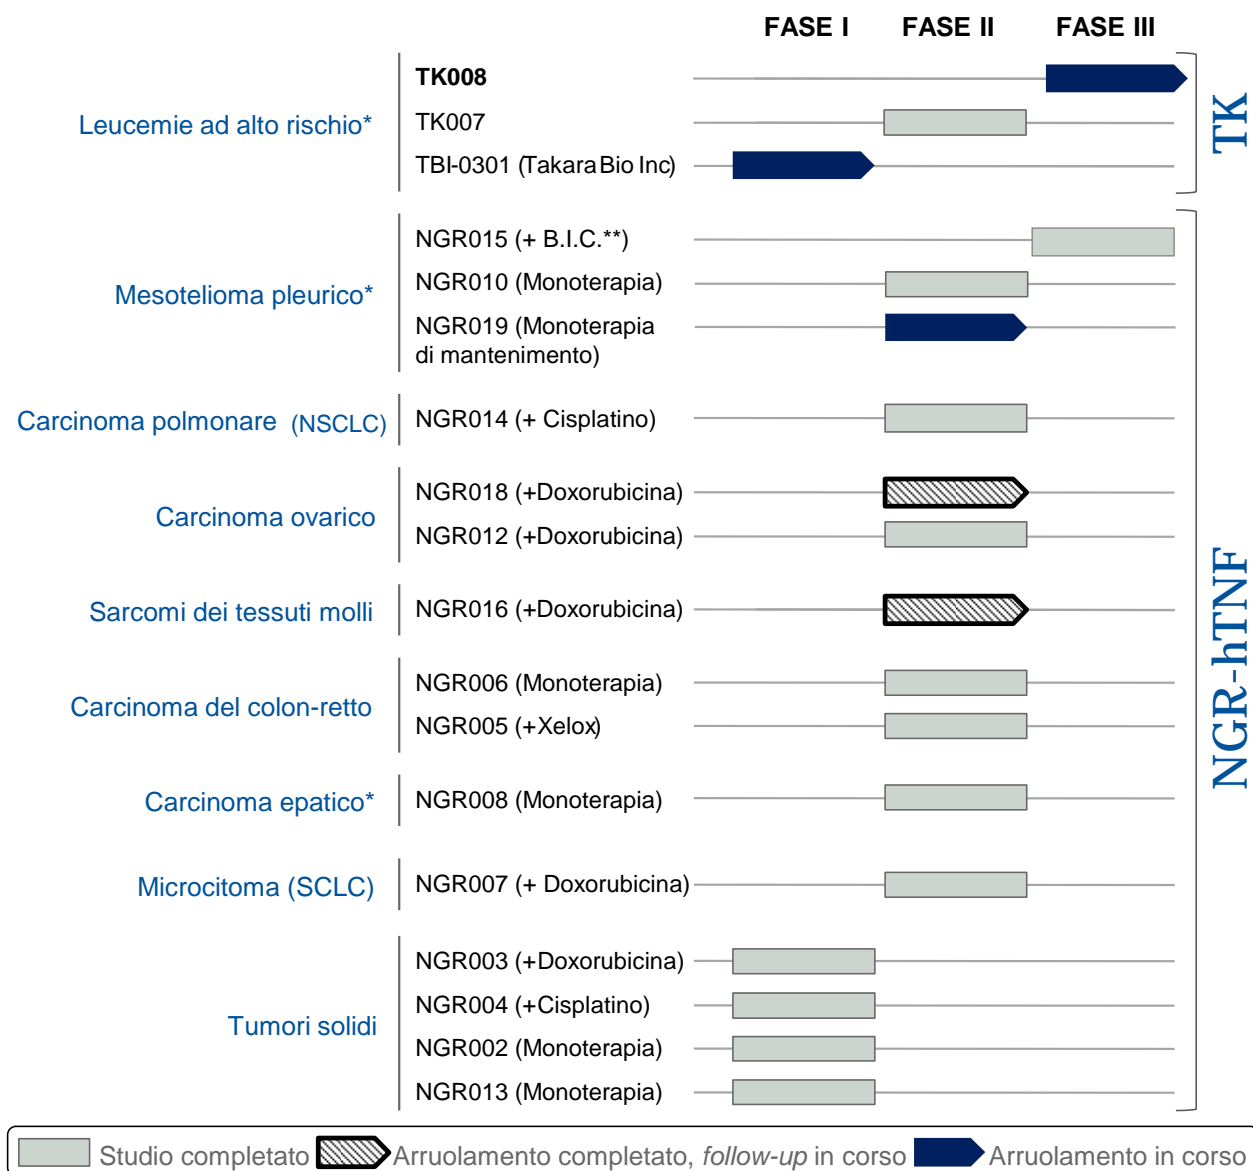 FASE I FASE II FASE III
Leucemie ad alto rischio*
TK008
TK007
TBI-0301 (Takara Bio Inc)
TK
Mesotelioma pleurico*
NGR015 (+ B.I.C.**)
NGR010 (Monoterapia)
NGR019 (Monoterapia
di mantenimento)
Carcinoma polmonare (NSCLC)
NGR014 (+ Cisplatino)
Carcinoma ovarico
NGR018 (+Doxorubicina)
NGR012 (+Doxorubicina)
Sarcomi dei tessuti molli
NGR016 (+Doxorubicina)
Carcinoma del colon-retto
NGR006 (Monoterapia)
NGR005 (+Xelox)
Carcinoma epatico*
NGR008 (Monoterapia)
Microcitoma (SCLC)
NGR007 (+ Doxorubicina)
Tumori solidi
NGR003 (+Doxorubicina)
NGR004 (+Cisplatino)
NGR002 (Monoterapia)
NGR013 (Monoterapia)
NGR-hTNF
Studio completato Arruolamento completato, follow-up in corso Arruolamento in corso